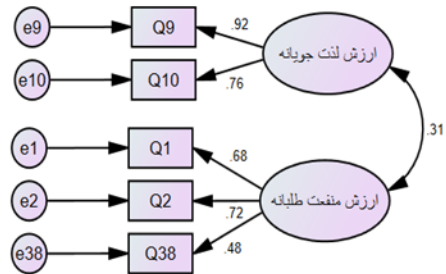 e9 Q9 .92 ارزش لذت جویانه
e10 Q10 .76
.31
e1 Q1 .68
e2 Q2 .72 ارزش منفعت طلبانه
e38 Q38 .48